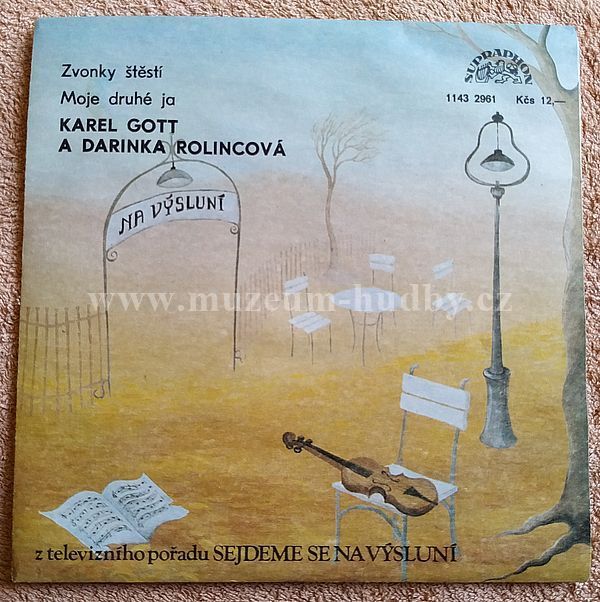 Zvonky štěstí
Moje druhé ja
KAREL GOTT
A DARINKA ROLINCOVÁ
SUPRAPHON
1143 2961 Kčs 12,—
NA VÝSLUNÍ
www.muzeum-hudby.cz
z televizního pořadu SEJDEME SE NA VÝSLUNÍ